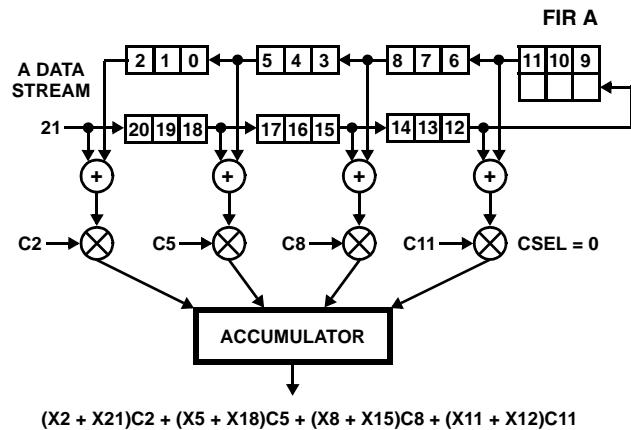 FIR A
2 1 0 5 4 3 8 7 6 11 10 9
A DATA
STREAM
21 20 19 18 17 16 15 14 13 12
+ + + +
C2 C5 C8 C11 CSEL = 0
ACCUMULATOR
(X2 + X21)C2 + (X5 + X18)C5 + (X8 + X15)C8 + (X11 + X12)C11